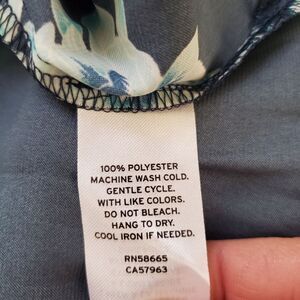 100% POLYESTER
MACHINE WASH COLD.
GENTLE CYCLE.
WITH LIKE COLORS.
DO NOT BLEACH.
HANG TO DRY.
COOL IRON IF NEEDED.
RN58665
CA57963